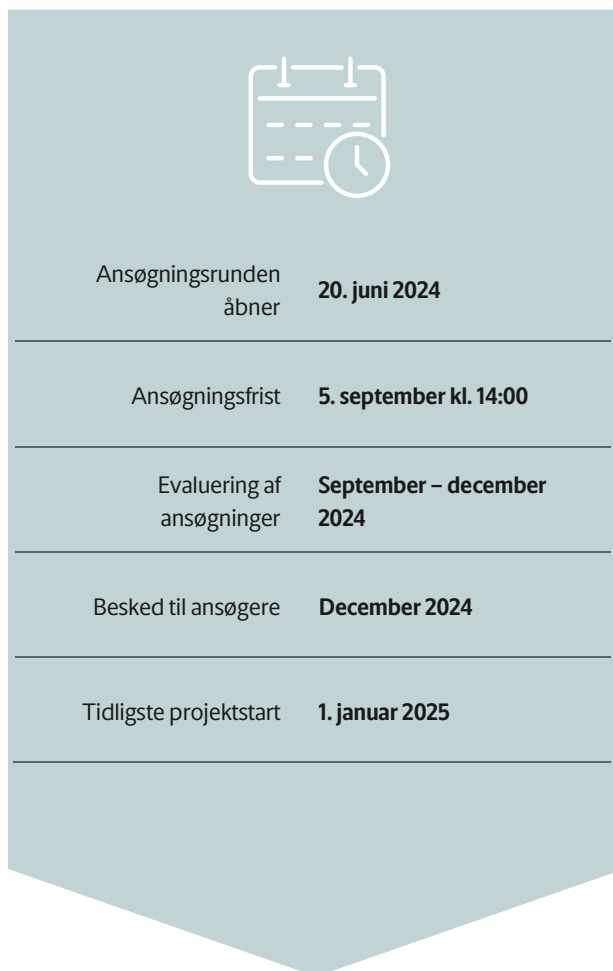 Ansøgningsrunden
åbner
20. juni 2024
Ansøgningsfrist
5. september kl. 14:00
Evaluering af
ansøgninger
September – december
2024
Besked til ansøgere
December 2024
Tidligste projektstart
1. januar 2025